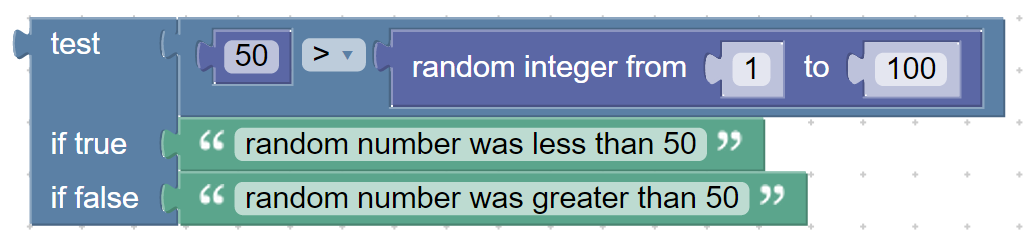 test 50 > ▾ random integer from 1 to 100
if true “ random number was less than 50 ”
if false “ random number was greater than 50 ”